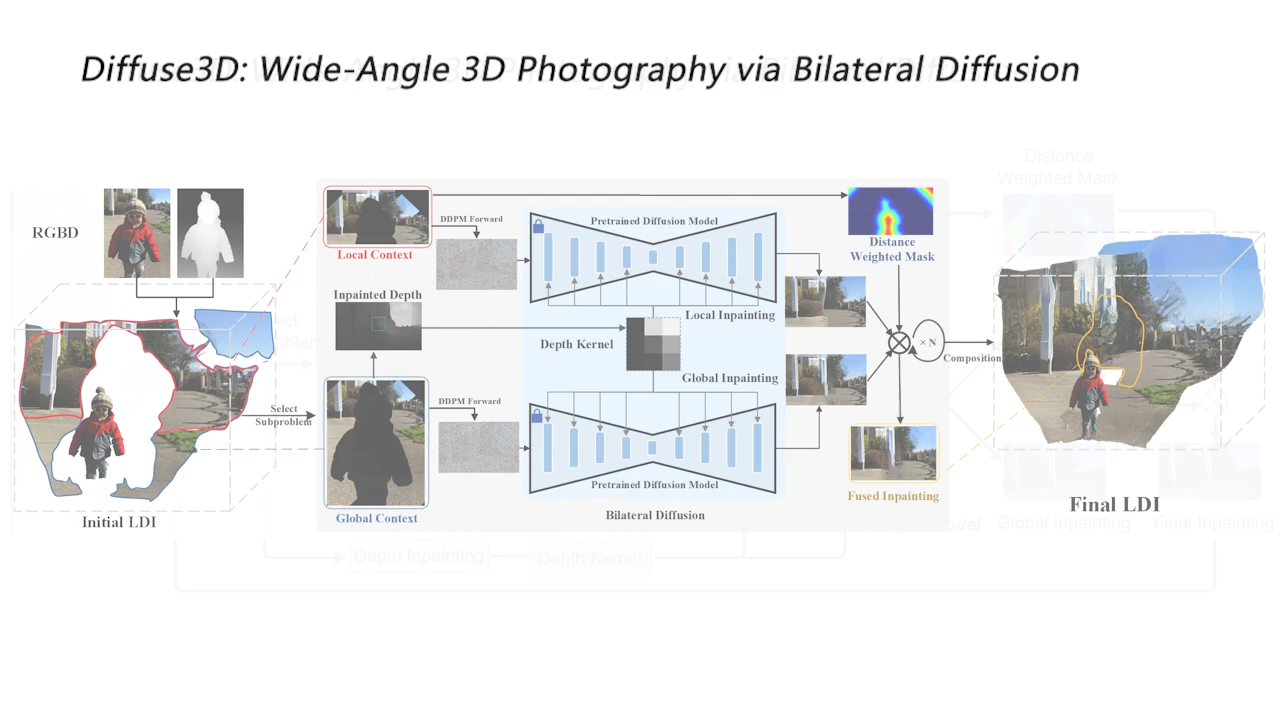 Diffuse3D: Wide-Angle 3D Photography via Bilateral Diffusion
Distance
Weighted Mask
RGBD
DDPM Forward
Pretrained Diffusion Model
Local Context
Distance
Weighted Mask
Inpainted Depth
Local Inpainting
Depth Kernel
× N
Composition
Global Inpainting
Select
Subproblem
DDPM Forward
Pretrained Diffusion Model
Fused Inpainting
Final LDI
Initial LDI
Global Context
Bilateral Diffusion
Global Inpainting
Final Inpainting
Depth Inpainting
Depth Kernel